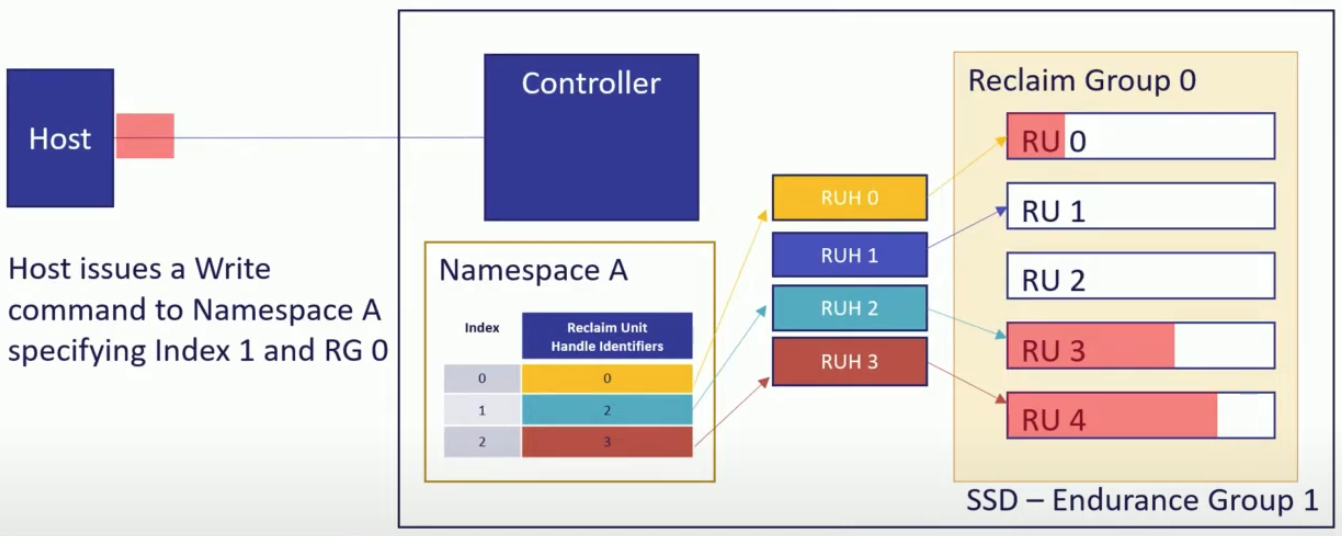 Host
Host issues a Write
command to Namespace A
specifying Index 1 and RG 0
Controller
Namespace A
Index
Reclaim Unit
Handle Identifiers
0 0
1 2
2 3
RUH 0
RUH 1
RUH 2
RUH 3
Reclaim Group 0
RU 0
RU 1
RU 2
RU 3
RU 4
SSD – Endurance Group 1